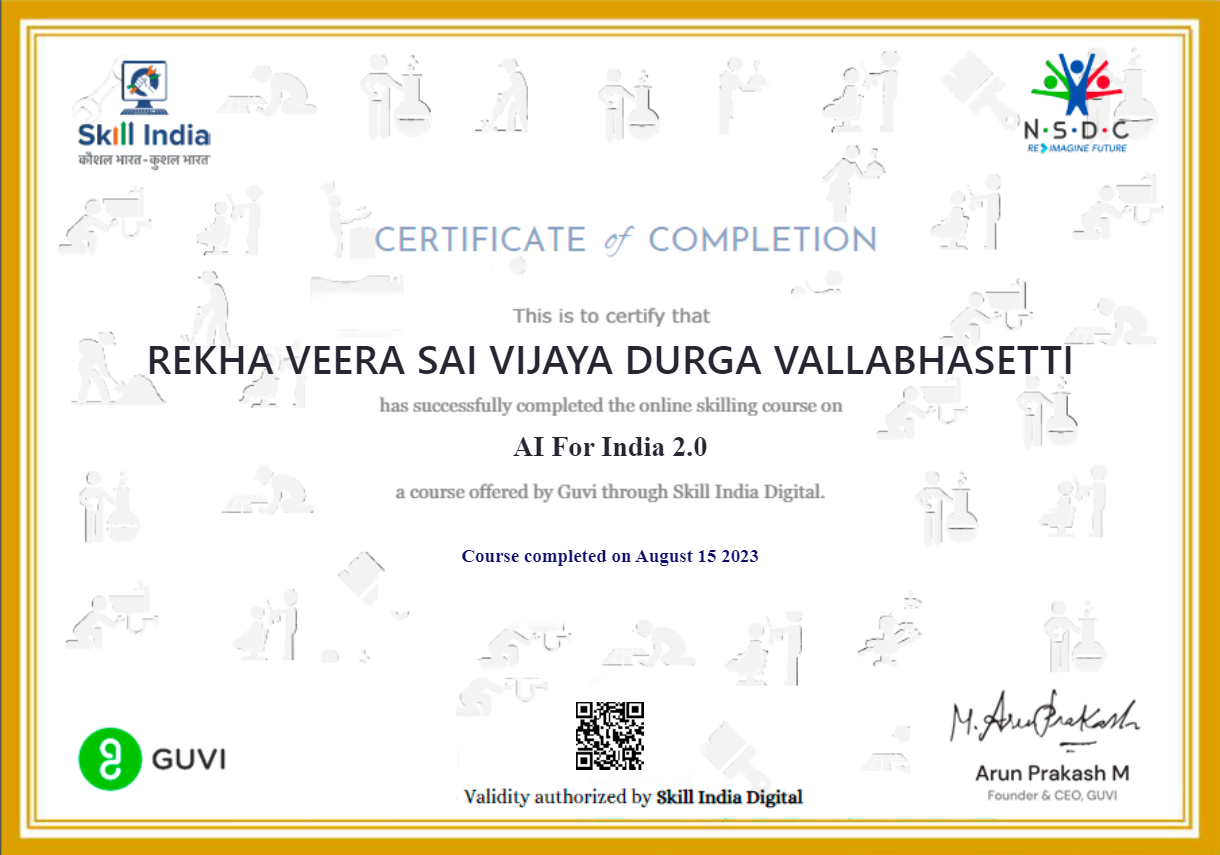 Skill India
कौशल भारत - कुशल भारत
N·S·D·C
RE IMAGINE FUTURE
CERTIFICATE of COMPLETION
This is to certify that
REKHA VEERA SAI VIJAYA DURGA VALLABHASETTI
has successfully completed the online skilling course on
AI For India 2.0
a course offered by Guvi through Skill India Digital.
Course completed on August 15 2023
GUVI
Validity authorized by Skill India Digital
M. Arun Prakash
Arun Prakash M
Founder & CEO, GUVI